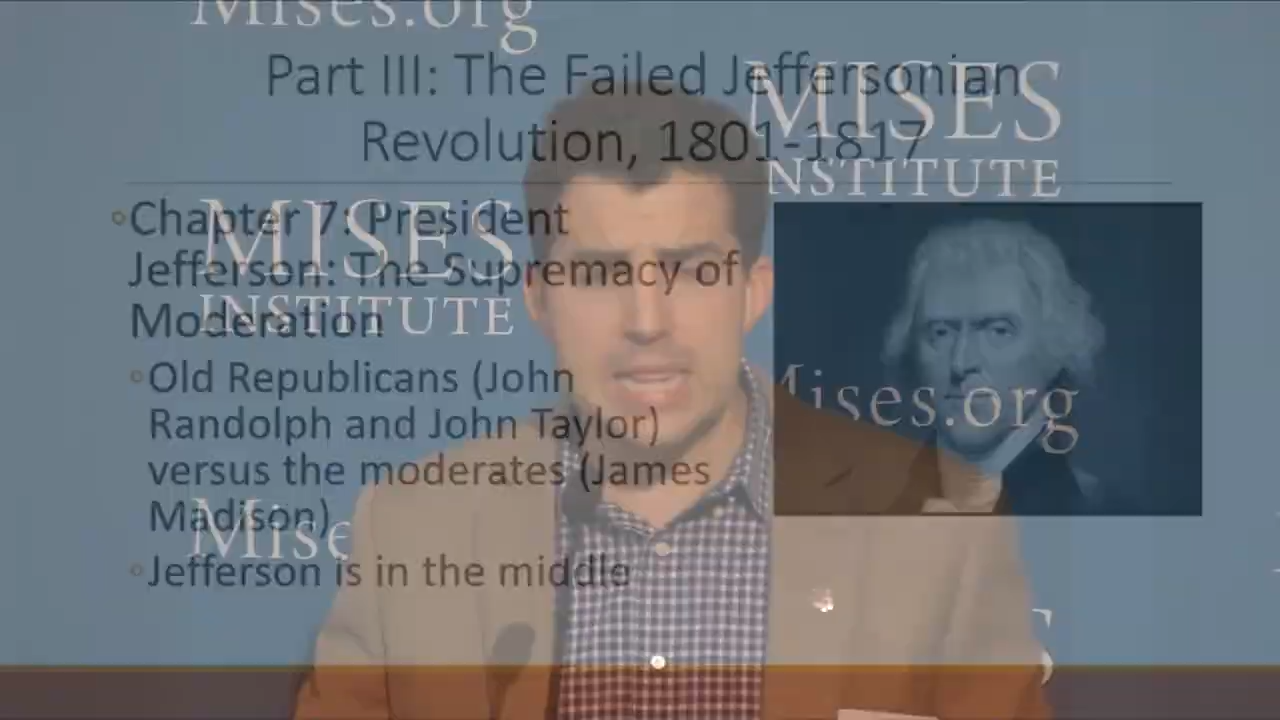 Mises.org
Part III: The Failed Jeffersonian
Revolution, 1801-1817
MISES
INSTITUTE
Chapter 7: President
Jefferson: The Supremacy of
Moderation
MISES
INSTITUTE
Mises.org
Old Republicans (John
Randolph and John Taylor)
versus the moderates (James
Madison)
Mise
Jefferson is in the middle